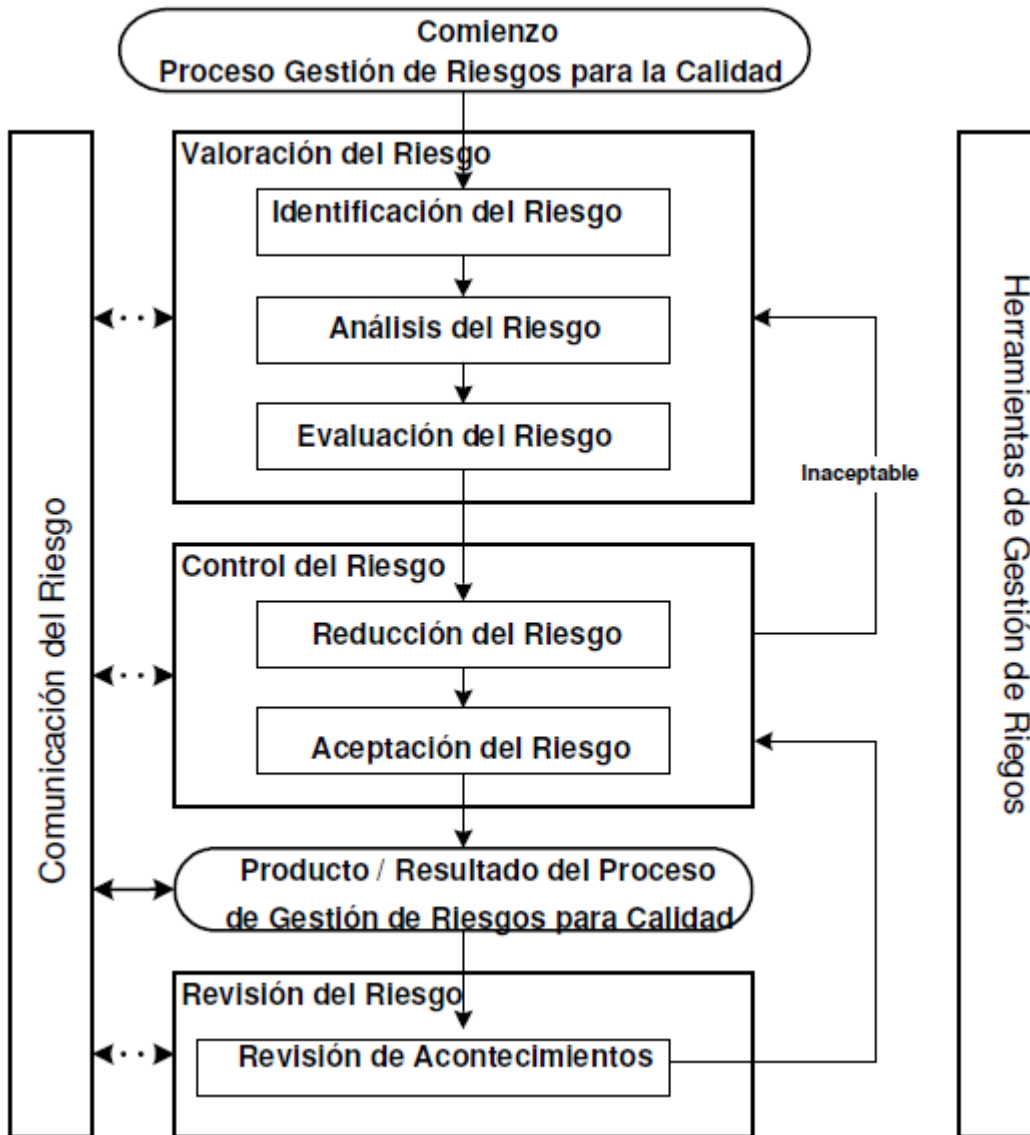 Comienzo
Proceso Gestión de Riesgos para la Calidad
Valoración del Riesgo
Identificación del Riesgo
Análisis del Riesgo
Evaluación del Riesgo
Inaceptable
Control del Riesgo
Reducción del Riesgo
Aceptación del Riesgo
Producto / Resultado del Proceso
de Gestión de Riesgos para Calidad
Revisión del Riesgo
Revisión de Acontecimientos
Comunicación del Riesgo
Herramientas de Gestión de Riegos